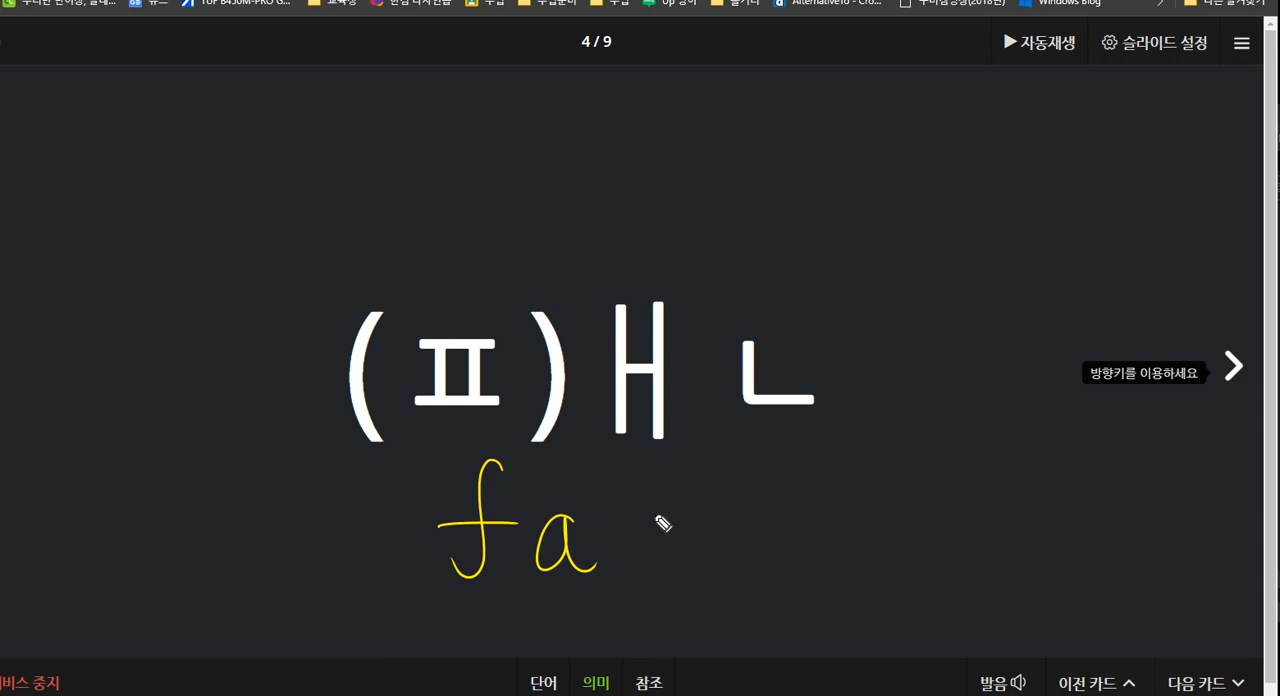 4 / 9
▶ 자동재생
슬라이드 설정
(ㅍ)ㅐ ㄴ
방향키를 이용하세요
fa
비스 중지
단어
의미
참조
발음
이전 카드
다음 카드